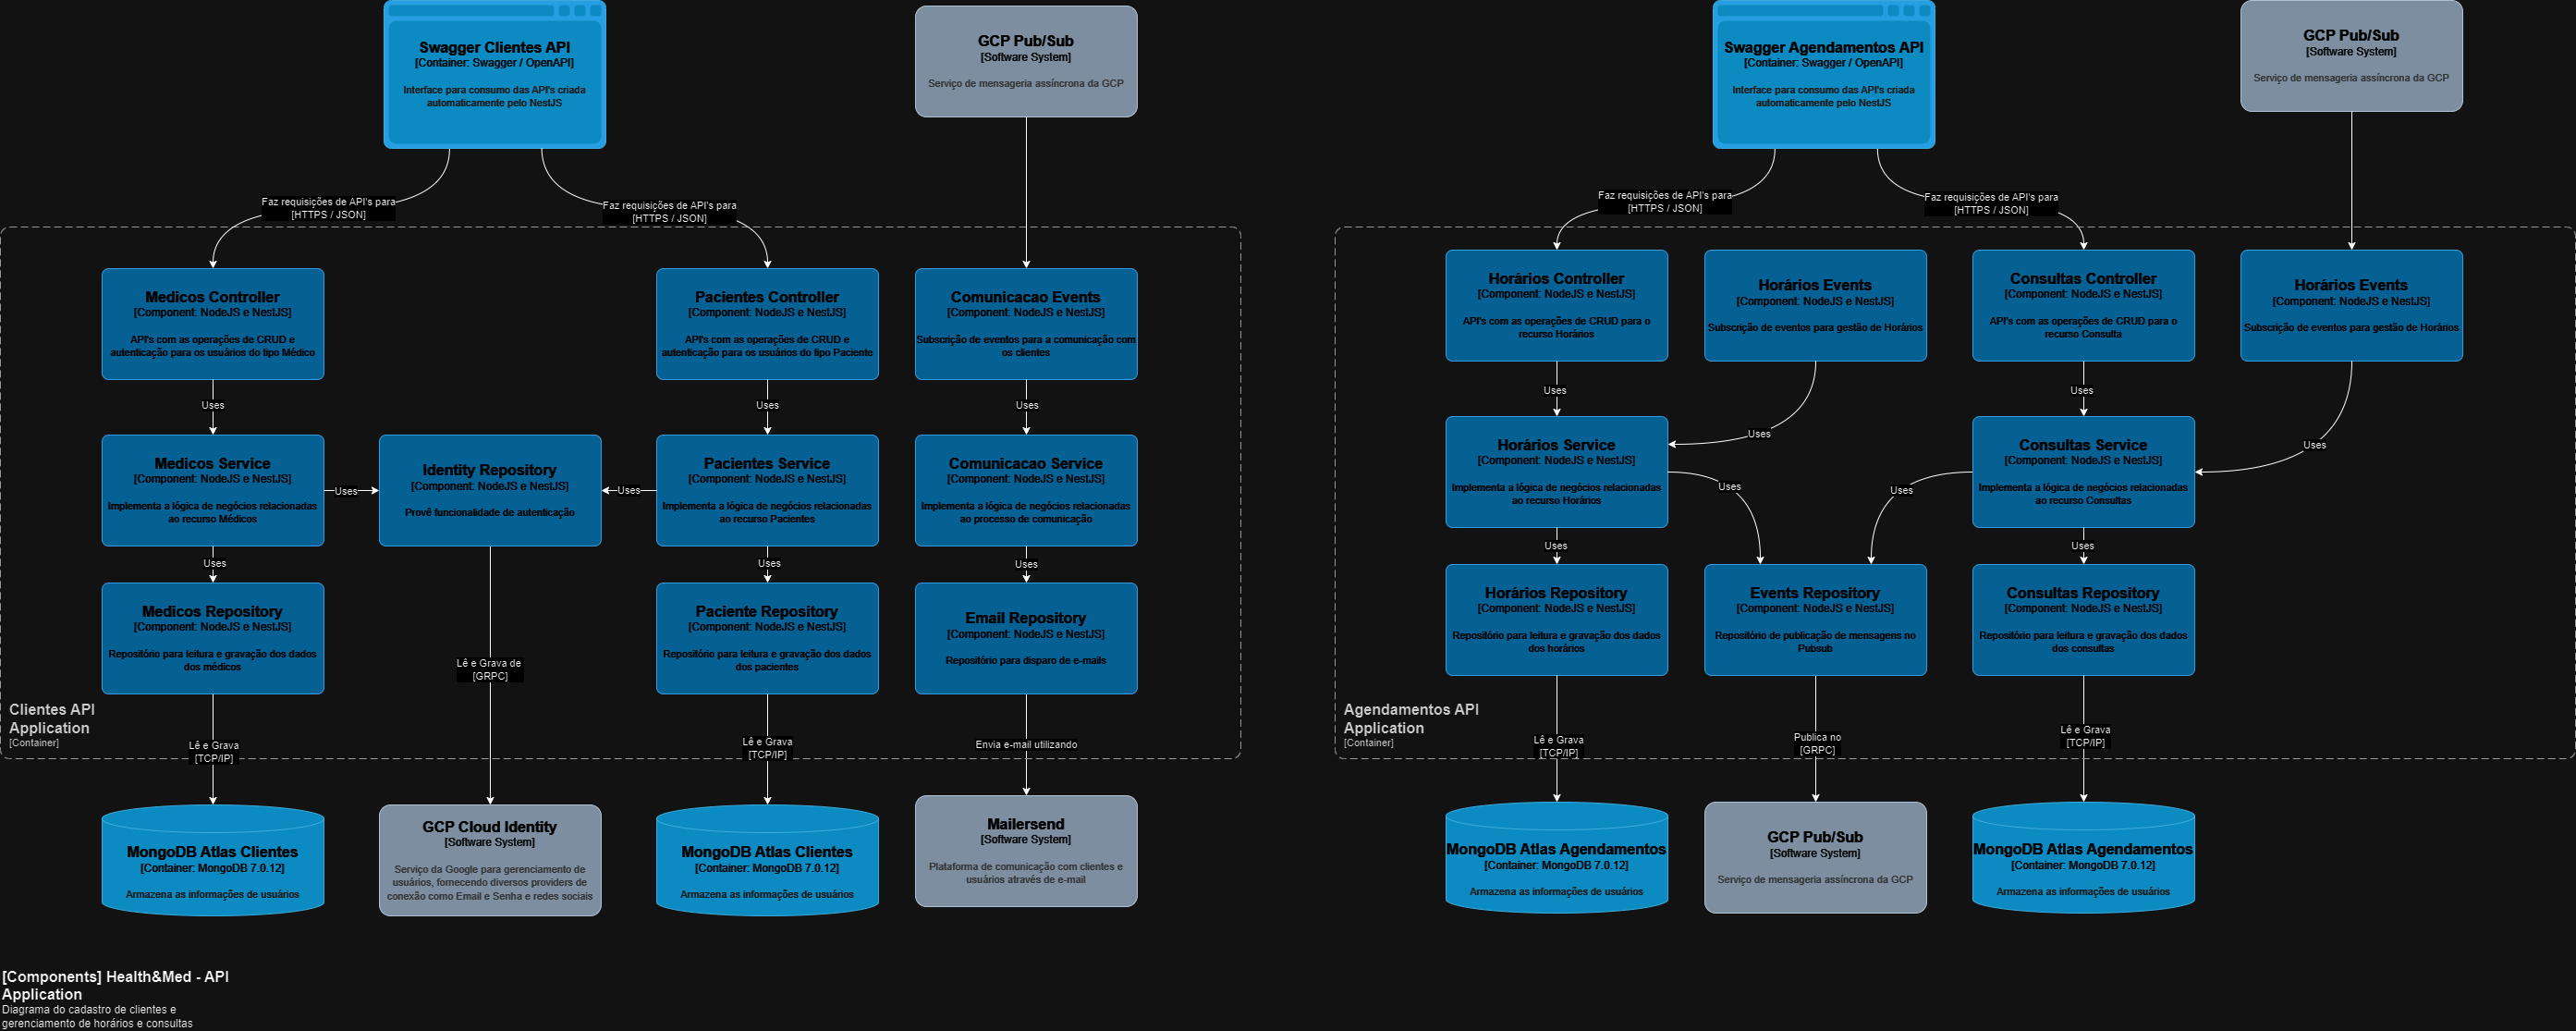 Swagger Clientes API
[Container: Swagger / OpenAPI]
Interface para consumo das API's criada
automaticamente pelo NestJS
GCP Pub/Sub
[Software System]
Serviço de mensageria assíncrona da GCP
Swagger Agendamentos API
[Container: Swagger / OpenAPI]
Interface para consumo das API's criada
automaticamente pelo NestJS
GCP Pub/Sub
[Software System]
Serviço de mensageria assíncrona da GCP
Faz requisições de API's para
[HTTPS / JSON]
Faz requisições de API's para
[HTTPS / JSON]
Faz requisições de API's para
[HTTPS / JSON]
Faz requisições de API's para
[HTTPS / JSON]
Medicos Controller
[Component: NodeJS e NestJS]
API's com as operações de CRUD e
autenticação para os usuários do tipo Médico
Pacientes Controller
[Component: NodeJS e NestJS]
API's com as operações de CRUD e
autenticação para os usuários do tipo Paciente
Comunicacao Events
[Component: NodeJS e NestJS]
Subscrição de eventos para a comunicação com
os clientes
Horários Controller
[Component: NodeJS e NestJS]
API's com as operações de CRUD para o
recurso Horários
Horários Events
[Component: NodeJS e NestJS]
Subscrição de eventos para gestão de Horários
Consultas Controller
[Component: NodeJS e NestJS]
API's com as operações de CRUD para o
recurso Consulta
Horários Events
[Component: NodeJS e NestJS]
Subscrição de eventos para gestão de Horários
Uses
Uses
Uses
Uses
Uses
Uses
Uses
Medicos Service
[Component: NodeJS e NestJS]
Implementa a lógica de negócios relacionadas
ao recurso Médicos
Uses
Identity Repository
[Component: NodeJS e NestJS]
Provê funcionalidade de autenticação
Uses
Pacientes Service
[Component: NodeJS e NestJS]
Implementa a lógica de negócios relacionadas
ao recurso Pacientes
Comunicacao Service
[Component: NodeJS e NestJS]
Implementa a lógica de negócios relacionadas
ao processo de comunicação
Horários Service
[Component: NodeJS e NestJS]
Implementa a lógica de negócios relacionadas
ao recurso Horários
Uses
Uses
Consultas Service
[Component: NodeJS e NestJS]
Implementa a lógica de negócios relacionadas
ao recurso Consultas
Uses
Uses
Uses
Uses
Uses
Medicos Repository
[Component: NodeJS e NestJS]
Repositório para leitura e gravação dos dados
dos médicos
Paciente Repository
[Component: NodeJS e NestJS]
Repositório para leitura e gravação dos dados
dos pacientes
Email Repository
[Component: NodeJS e NestJS]
Repositório para disparo de e-mails
Horários Repository
[Component: NodeJS e NestJS]
Repositório para leitura e gravação dos dados
dos horários
Events Repository
[Component: NodeJS e NestJS]
Repositório de publicação de mensagens no
Pubsub
Consultas Repository
[Component: NodeJS e NestJS]
Repositório para leitura e gravação dos dados
dos consultas
Lê e Grava de
[GRPC]
Clientes API
Application
[Container]
Agendamentos API
Application
[Container]
Lê e Grava
[TCP/IP]
Lê e Grava
[TCP/IP]
Envia e-mail utilizando
Lê e Grava
[TCP/IP]
Publica no
[GRPC]
Lê e Grava
[TCP/IP]
MongoDB Atlas Clientes
[Container: MongoDB 7.0.12]
Armazena as informações de usuários
GCP Cloud Identity
[Software System]
Serviço da Google para gerenciamento de
usuários, fornecendo diversos providers de
conexão como Email e Senha e redes sociais
MongoDB Atlas Clientes
[Container: MongoDB 7.0.12]
Armazena as informações de usuários
Mailersend
[Software System]
Plataforma de comunicação com clientes e
usuários através de e-mail
MongoDB Atlas Agendamentos
[Container: MongoDB 7.0.12]
Armazena as informações de usuários
GCP Pub/Sub
[Software System]
Serviço de mensageria assíncrona da GCP
MongoDB Atlas Agendamentos
[Container: MongoDB 7.0.12]
Armazena as informações de usuários
[Components] Health&Med - API
Application
Diagrama do cadastro de clientes e
gerenciamento de horários e consultas